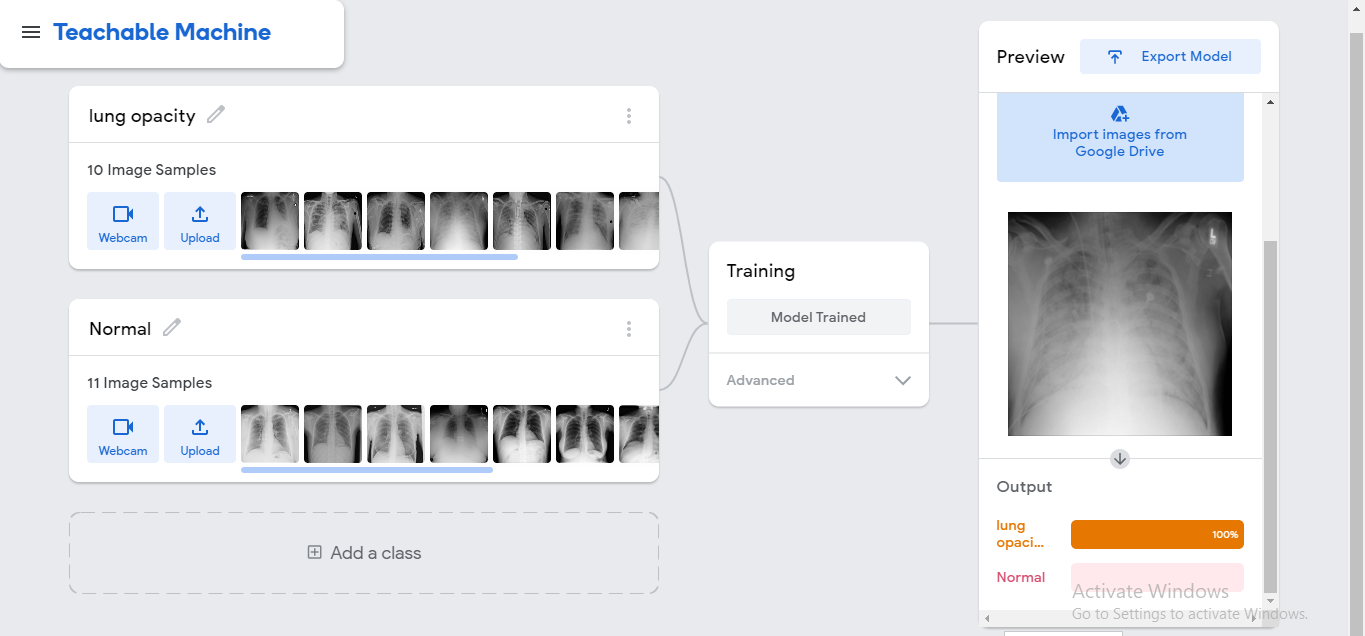 Teachable Machine
lung opacity
10 Image Samples
Webcam
Upload
Normal
11 Image Samples
Webcam
Upload
Add a class
Training
Model Trained
Advanced
Preview
Export Model
Import images from
Google Drive
L
Output
lung
opaci...
100%
Normal
Activate Windows
Go to Settings to activate Windows.